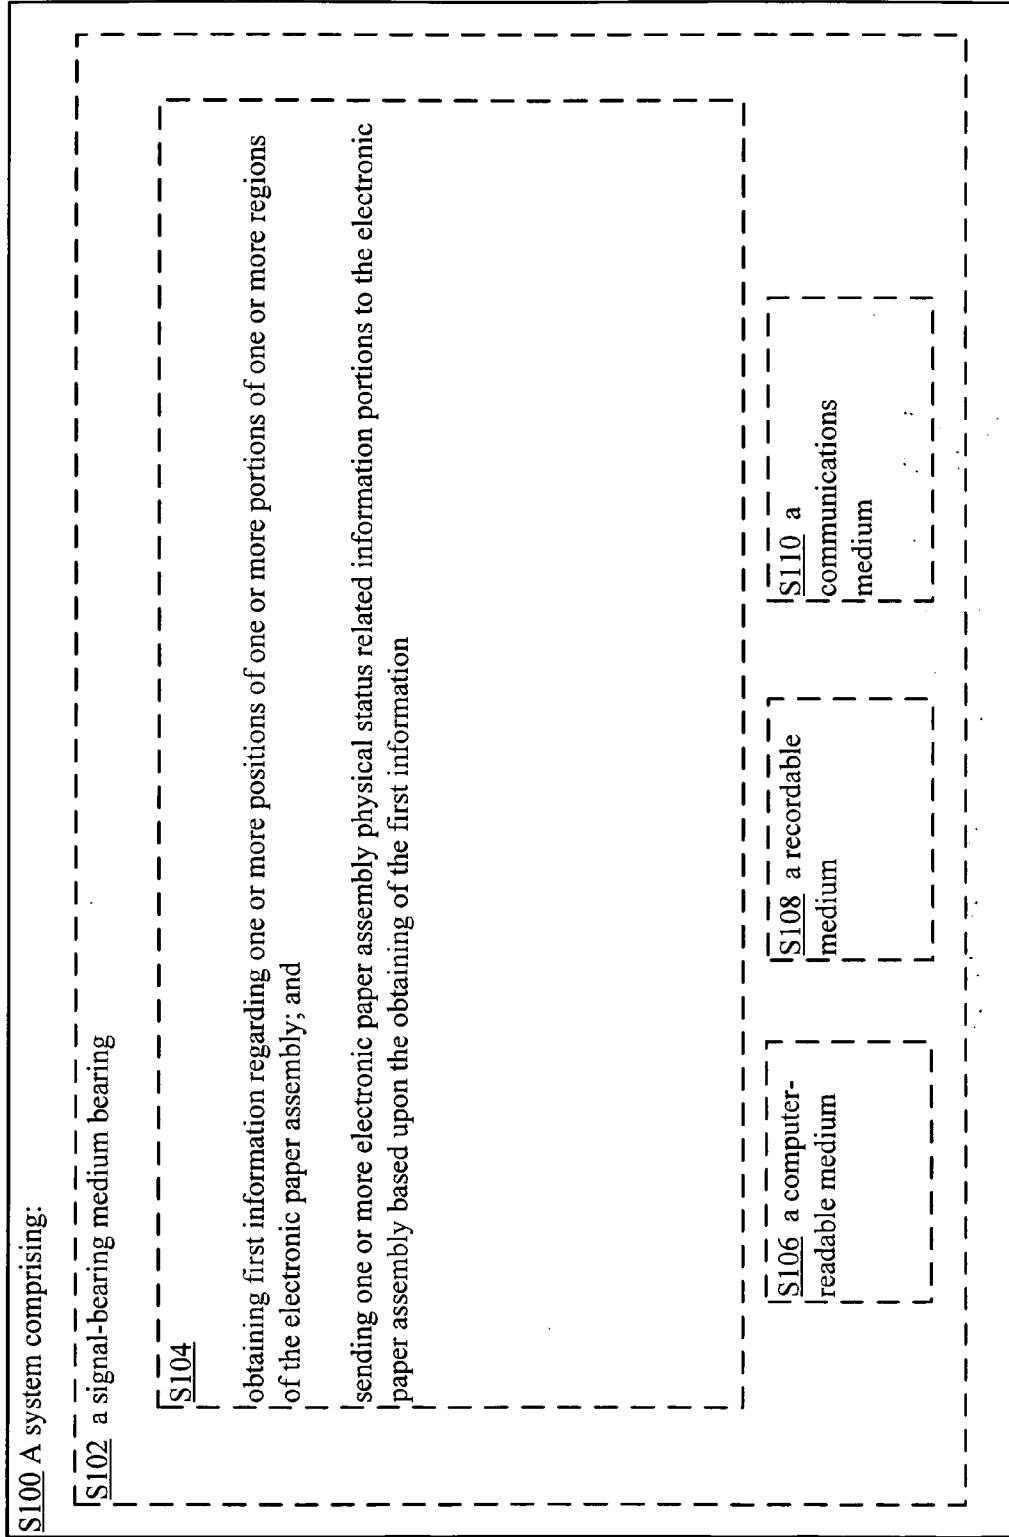 S100 A system comprising:
S102 a signal-bearing medium bearing
S104
obtaining first information regarding one or more positions of one or more portions of one or more regions
of the electronic paper assembly; and
sending one or more electronic paper assembly physical status related information portions to the electronic
paper assembly based upon the obtaining of the first information
S106 a computer-
readable medium
S108 a recordable
medium
S110 a
communications
medium